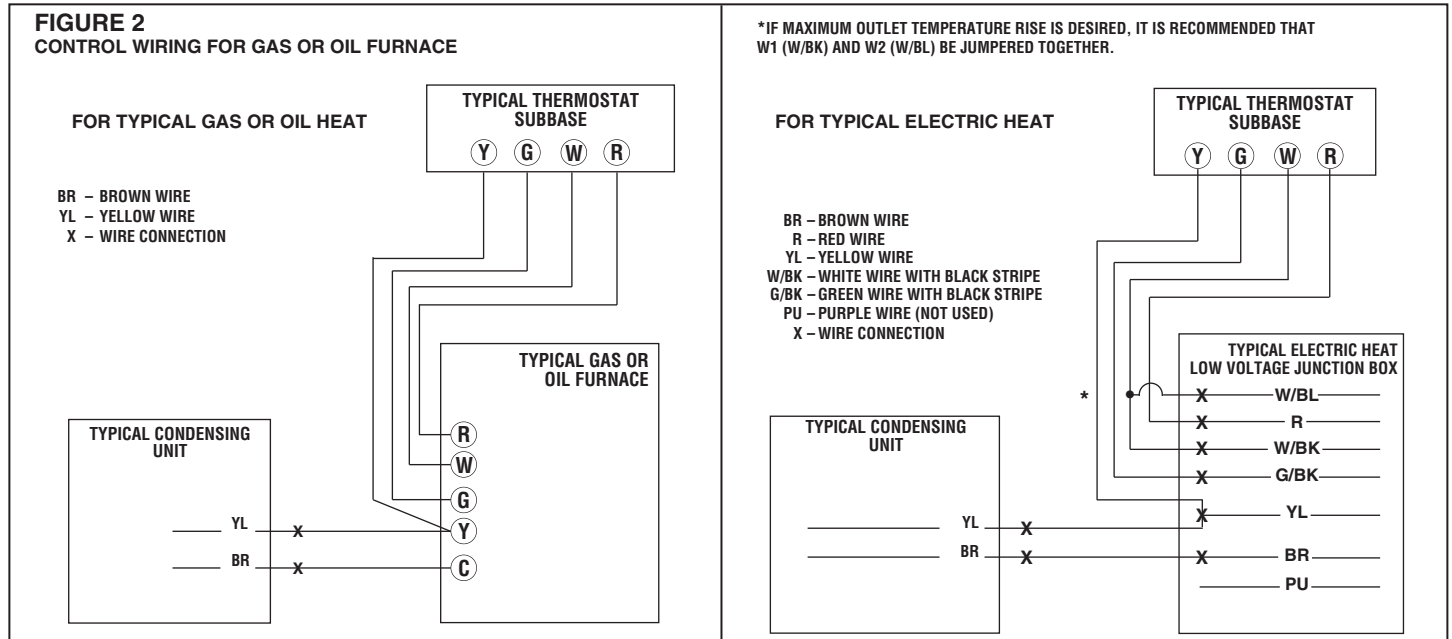 FIGURE 2
CONTROL WIRING FOR GAS OR OIL FURNACE
FOR TYPICAL GAS OR OIL HEAT
TYPICAL THERMOSTAT
SUBBASE
Y G W R
BR – BROWN WIRE
YL – YELLOW WIRE
X – WIRE CONNECTION
TYPICAL GAS OR
OIL FURNACE
R
W
G
Y
C
TYPICAL CONDENSING
UNIT
YL X
BR X
*IF MAXIMUM OUTLET TEMPERATURE RISE IS DESIRED, IT IS RECOMMENDED THAT
W1 (W/BK) AND W2 (W/BL) BE JUMPERED TOGETHER.
FOR TYPICAL ELECTRIC HEAT
TYPICAL THERMOSTAT
SUBBASE
Y G W R
BR – BROWN WIRE
R – RED WIRE
YL – YELLOW WIRE
W/BK – WHITE WIRE WITH BLACK STRIPE
G/BK – GREEN WIRE WITH BLACK STRIPE
PU – PURPLE WIRE (NOT USED)
X – WIRE CONNECTION
TYPICAL ELECTRIC HEAT
LOW VOLTAGE JUNCTION BOX
* X W/BL
X R
X W/BK
X G/BK
X YL
X BR
PU
TYPICAL CONDENSING
UNIT
YL X
BR X